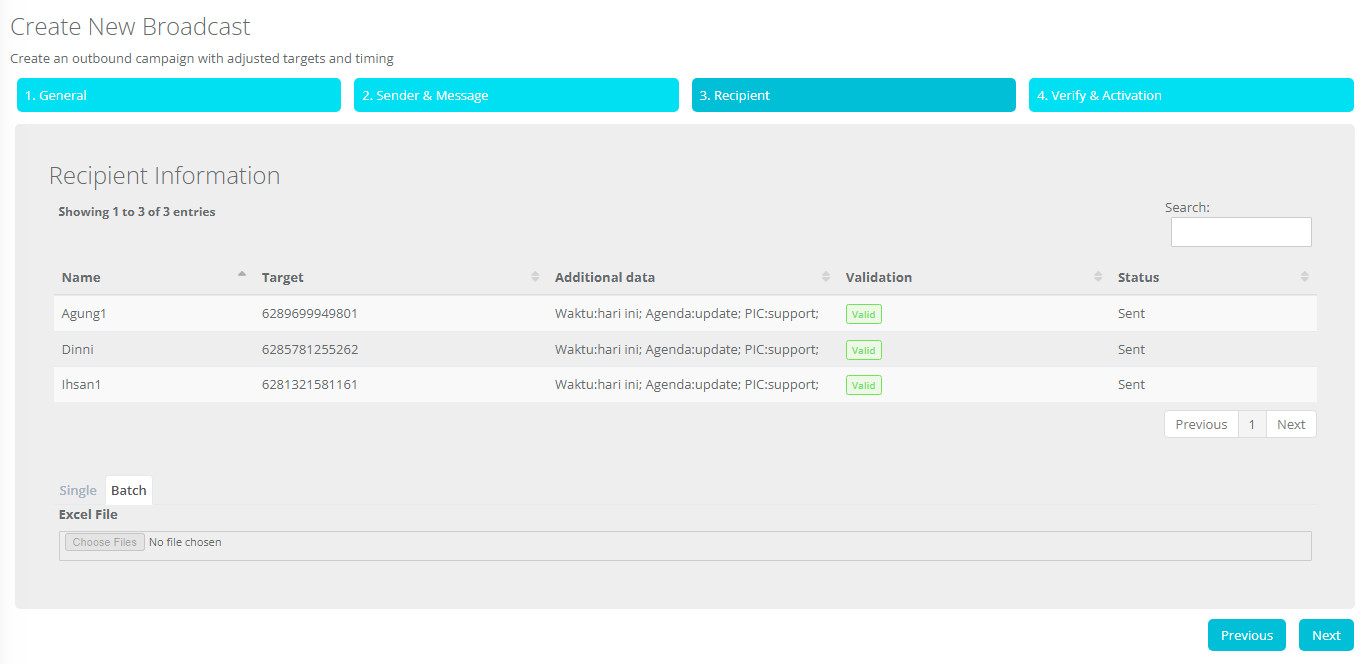 Create New Broadcast
Create an outbound campaign with adjusted targets and timing
1. General 2. Sender & Message 3. Recipient 4. Verify & Activation
Recipient Information
Showing 1 to 3 of 3 entries
Search:
Name Target Additional data Validation Status
Agung1 6289699949801 Waktu:hari ini; Agenda:update; PIC:support; Valid Sent
Dinni 6285781255262 Waktu:hari ini; Agenda:update; PIC:support; Valid Sent
Ihsan1 6281321581161 Waktu:hari ini; Agenda:update; PIC:support; Valid Sent
Previous 1 Next
Single Batch
Excel File
Choose Files No file chosen
Previous Next